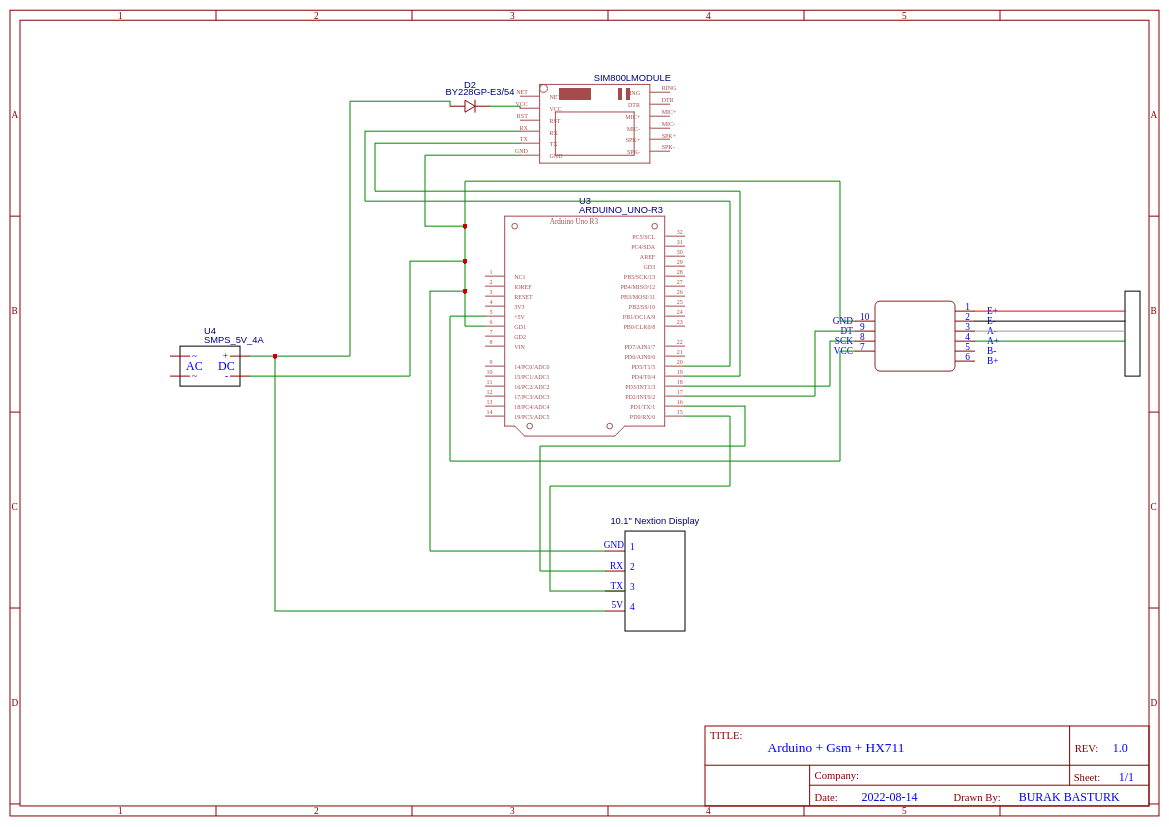 1 2 3 4 5
A A
SIM800LMODULE
D2
BY228GP-E3/54
NET NET RING RING
VCC VCC DTR DTR
RST RST MIC+ MIC+
RX RX MIC- MIC-
TX TX SPK+ SPK+
GND GND SPK- SPK-
U3
ARDUINO_UNO-R3
Arduino Uno R3
PC5/SCL 32
PC4/SDA 31
AREF 30
GD3 29
1 NC1 PB5/SCK/13 28
2 IOREF PB4/MISO/12 27
3 RESET PB3/MOSI/11 26
4 3V3 PB2/SS/10 25
5 +5V PB1/OC1A/9 24
6 GD1 PB0/CLK0/8 23
7 GD2
8 VIN PD7/AIN1/7 22
PD6/AIN0/6 21
9 14/PC0/ADC0 PD5/T1/5 20
10 15/PC1/ADC1 PD4/T0/4 19
11 16/PC2/ADC2 PD3/INT1/3 18
12 17/PC3/ADC3 PD2/INT0/2 17
13 18/PC4/ADC4 PD1/TX/1 16
14 19/PC5/ADC5 PD0/RX/0 15
B B
GND 10
DT 9
SCK 8
VCC 7
1 E+
2 E-
3 A-
4 A+
5 B-
6 B+
U4
SMPS_5V_4A
~ +
AC DC
~ -
C C
10.1" Nextion Display
GND 1
RX 2
TX 3
5V 4
D D
TITLE:
Arduino + Gsm + HX711
REV: 1.0
Company:
Sheet: 1/1
Date: 2022-08-14 Drawn By: BURAK BASTURK
1 2 3 4 5